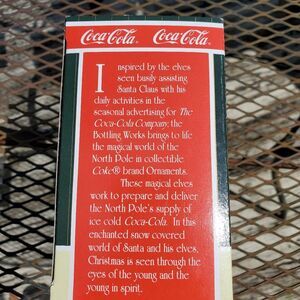 Coca-Cola Coca-Cola
Inspired by the elves
seen busily assisting
Santa Claus with his
daily activities in the
seasonal advertising for The
Coca-Cola Company, the
Bottling Works brings to life
the magical world of the
North Pole in collectible
Coke® brand Ornaments.
These magical elves
work to prepare and deliver
the North Pole's supply of
ice cold Coca-Cola. In this
enchanted snow covered
world of Santa and his elves,
Christmas is seen through the
eyes of the young and the
young in spirit.